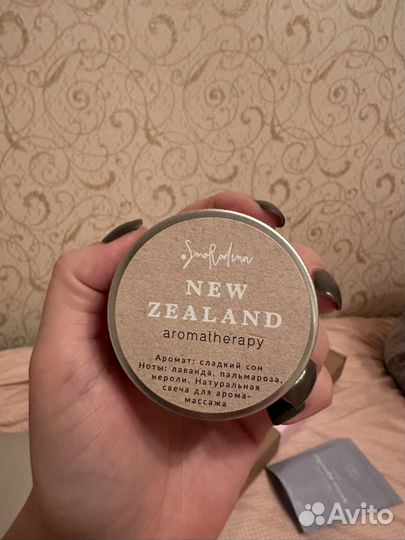 SmoRodina
NEW
ZEALAND
aromatherapy
Аромат: сладкий сон
Ноты: лаванда, пальмароза,
нероли. Натуральная
свеча для арома-
массажа
Avito